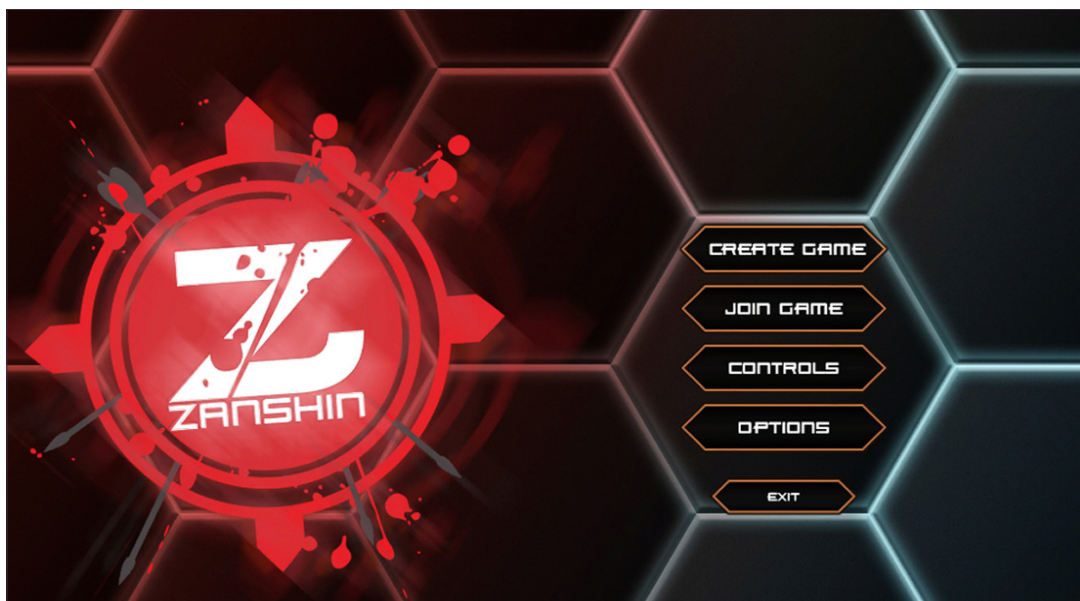 Z
ZANSHIN
CREATE GAME
JOIN GAME
CONTROLS
OPTIONS
EXIT